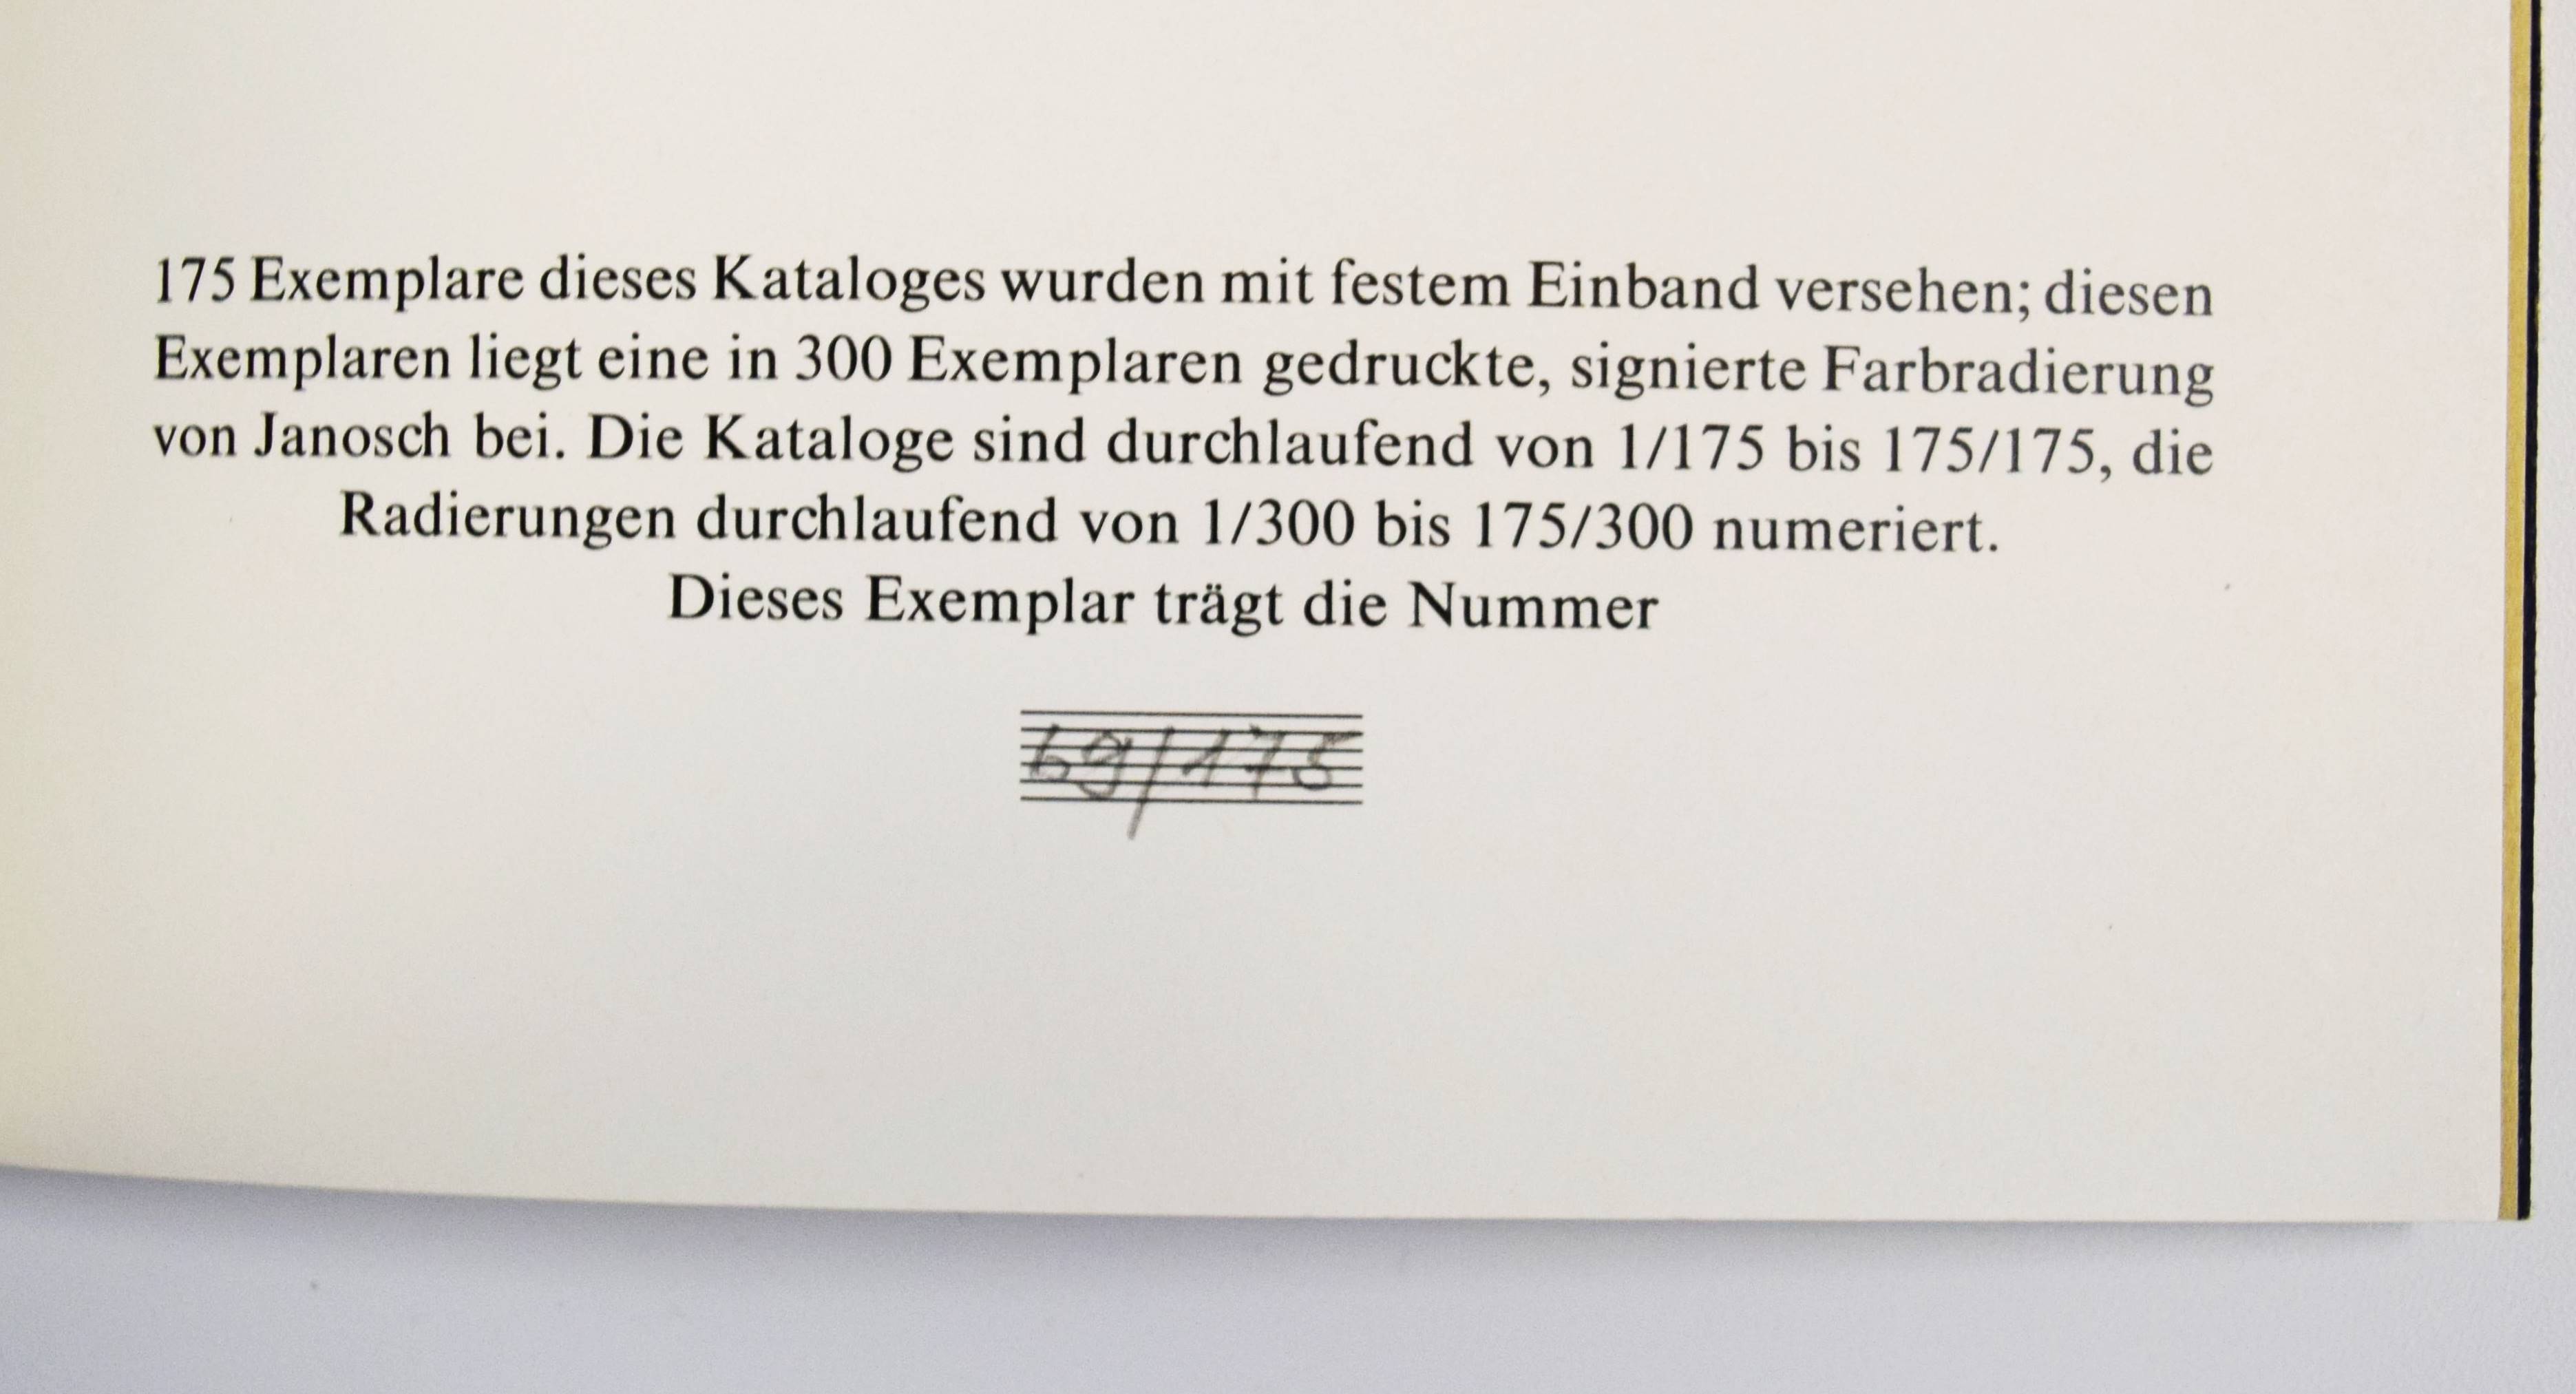 175 Exemplare dieses Kataloges wurden mit festem Einband versehen; diesen
Exemplaren liegt eine in 300 Exemplaren gedruckte, signierte Farbradierung
von Janosch bei. Die Kataloge sind durchlaufend von 1/175 bis 175/175, die
Radierungen durchlaufend von 1/300 bis 175/300 numeriert.
Dieses Exemplar trägt die Nummer
69/175